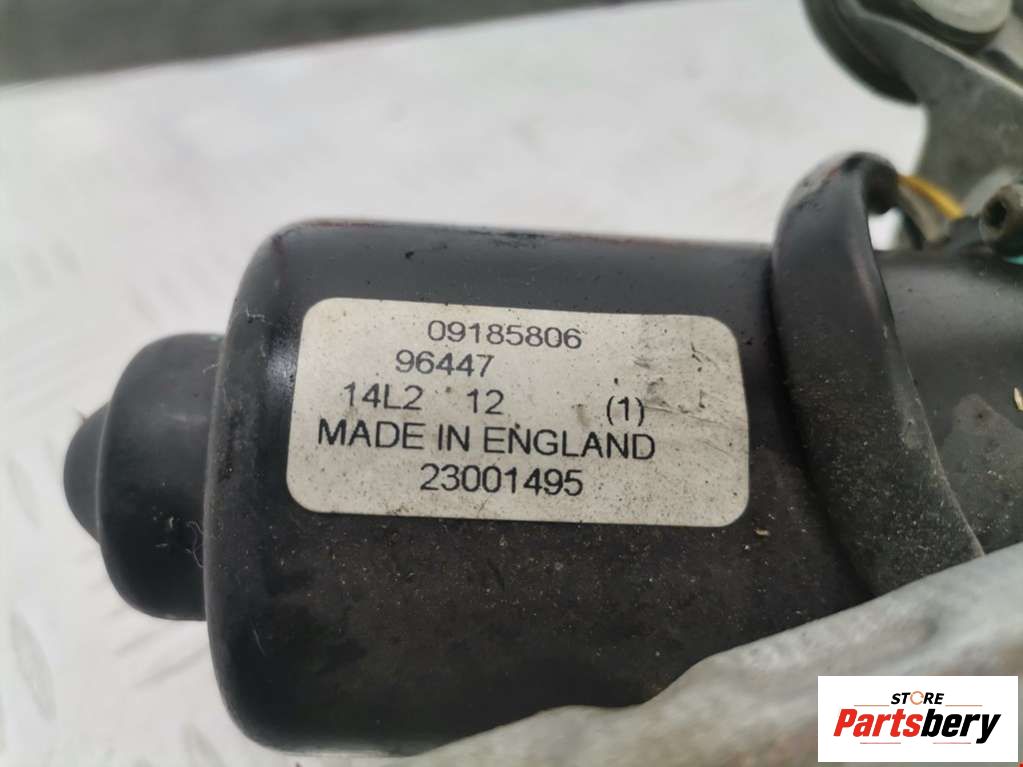 09185806
96447
14L2 12 (1)
MADE IN ENGLAND
23001495
STORE
Partsbery